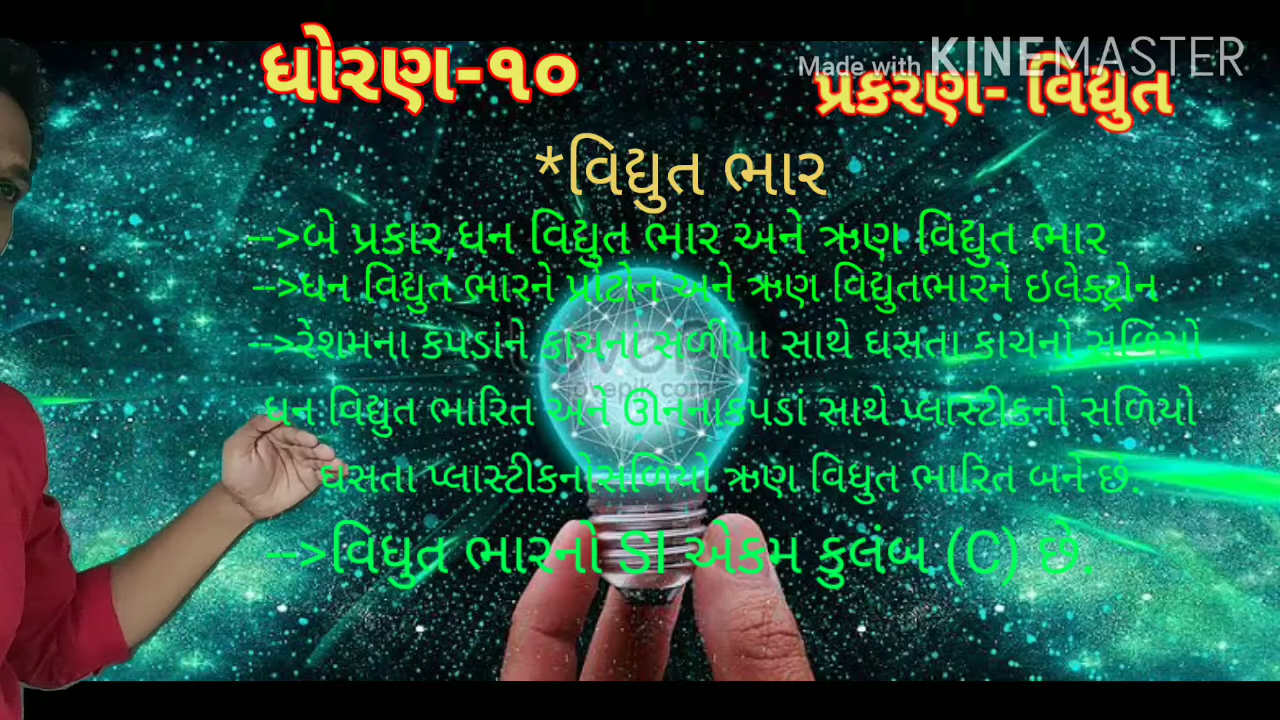 ધોરણ-૧૦
Made with KINEMASTER
પ્રકરણ- વિદ્યુત
*વિદ્યુત ભાર
-->બે પ્રકાર,ધન વિદ્યુત ભાર અને ઋણ વિદ્યુત ભાર
-->ધન વિદ્યુત ભારને પ્રોટોન અને ઋણ વિદ્યુતભારને ઇલેક્ટ્રોન
-->રેશમના કપડાંને કાચનાં સળીયા સાથે ઘસતા કાચનો સળિયો
ધન વિદ્યુત ભારિત અને ઊનનાકપડાં સાથે પ્લાસ્ટીકનો સળિયો
ઘસતા પ્લાસ્ટીકનોસળિયો ઋણ વિધુત ભારિત બને છે.
-->વિધુત ભારનો SI એકમ કુલંબ (C) છે.